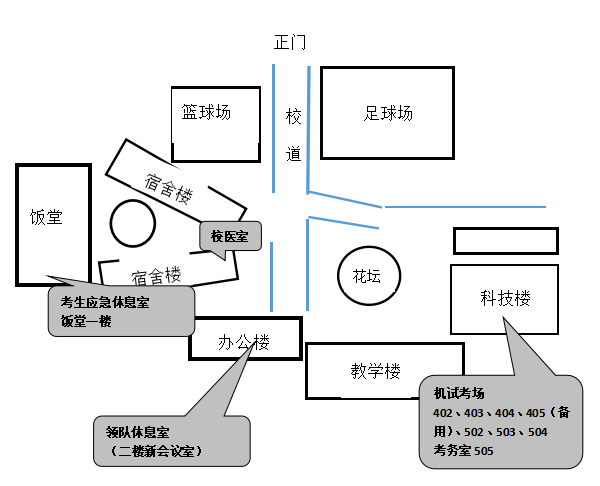 正门
篮球场
校
道
足球场
宿舍楼
饭堂
校医室
宿舍楼
花坛
考生应急休息室
饭堂一楼
科技楼
办公楼
教学楼
机试考场
402、403、404、405（备
用）、502、503、504
考务室 505
领队休息室
（二楼新会议室）